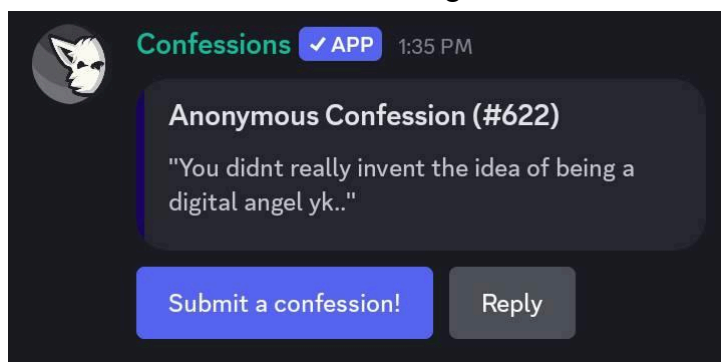 Confessions ✓ APP 1:35 PM
Anonymous Confession (#622)
"You didnt really invent the idea of being a
digital angel yk.."
Submit a confession! Reply